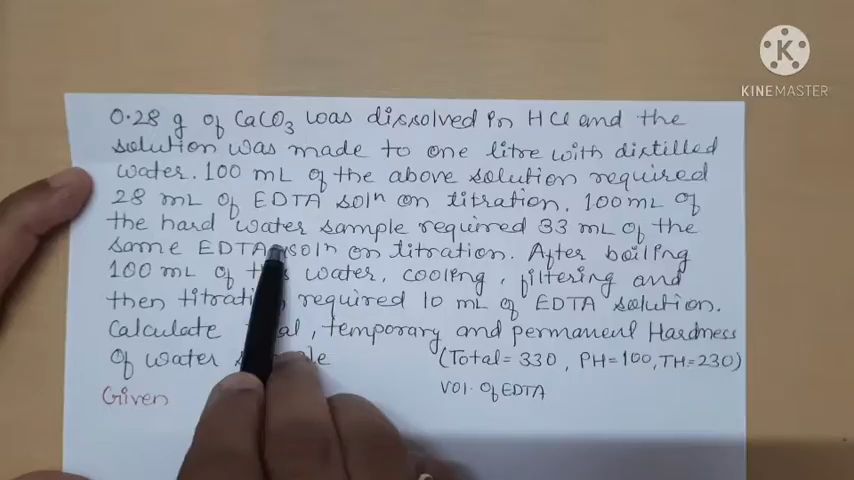 K
KINEMASTER
0.28 g of CaCO3 was dissolved in HCl and the
solution was made to one litre with distilled
water. 100 mL of the above solution required
28 mL of EDTA solⁿ on titration. 100 mL of
the hard water sample required 33 mL of the
same EDTA solⁿ on titration. After boiling
100 mL of water, cooling, filtering and
then required 10 mL of EDTA solution.
Calculate , temporary and permanent Hardness
of water (Total = 330, PH=100, TH=230)
Given Vol. of EDTA